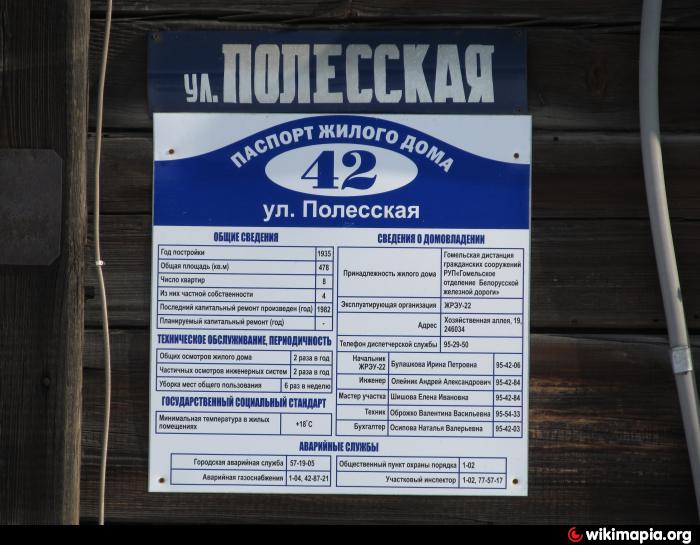 ул. ПОЛЕССКАЯ
ПАСПОРТ ЖИЛОГО ДОМА
42
ул. Полесская
ОБЩИЕ СВЕДЕНИЯ
Год постройки 1935
Общая площадь (кв.м) 478
Число квартир 8
Из них частной собственности 4
Последний капитальный ремонт произведен (год) 1982
Планируемый капитальный ремонт (год) -
ТЕХНИЧЕСКОЕ ОБСЛУЖИВАНИЕ, ПЕРИОДИЧНОСТЬ
Общих осмотров жилого дома 2 раза в год
Частичных осмотров инженерных систем 2 раза в год
Уборка мест общего пользования 6 раз в неделю
ГОСУДАРСТВЕННЫЙ СОЦИАЛЬНЫЙ СТАНДАРТ
Минимальная температура в жилых
помещениях +18°С
СВЕДЕНИЯ О ДОМОВЛАДЕНИИ
Принадлежность жилого дома
Гомельская дистанция
гражданских сооружений
РУП«Гомельское
отделение Белорусской
железной дороги»
Эксплуатирующая организация ЖРЭУ-22
Адрес Хозяйственная аллея, 19,
246034
Телефон диспетчерской службы 95-29-50
Начальник
ЖРЭУ-22 Булашкова Ирина Петровна 95-42-06
Инженер Олейник Андрей Александрович 95-42-84
Мастер участка Шишова Елена Ивановна 95-42-84
Техник Оброжко Валентина Васильевна 95-54-33
Бухгалтер Осипова Наталья Валерьевна 95-42-03
АВАРИЙНЫЕ СЛУЖБЫ
Городская аварийная служба 57-19-05
Аварийная газоснабжения 1-04, 42-87-21
Общественный пункт охраны порядка 1-02
Участковый инспектор 1-02, 77-57-17
wikimapia.org